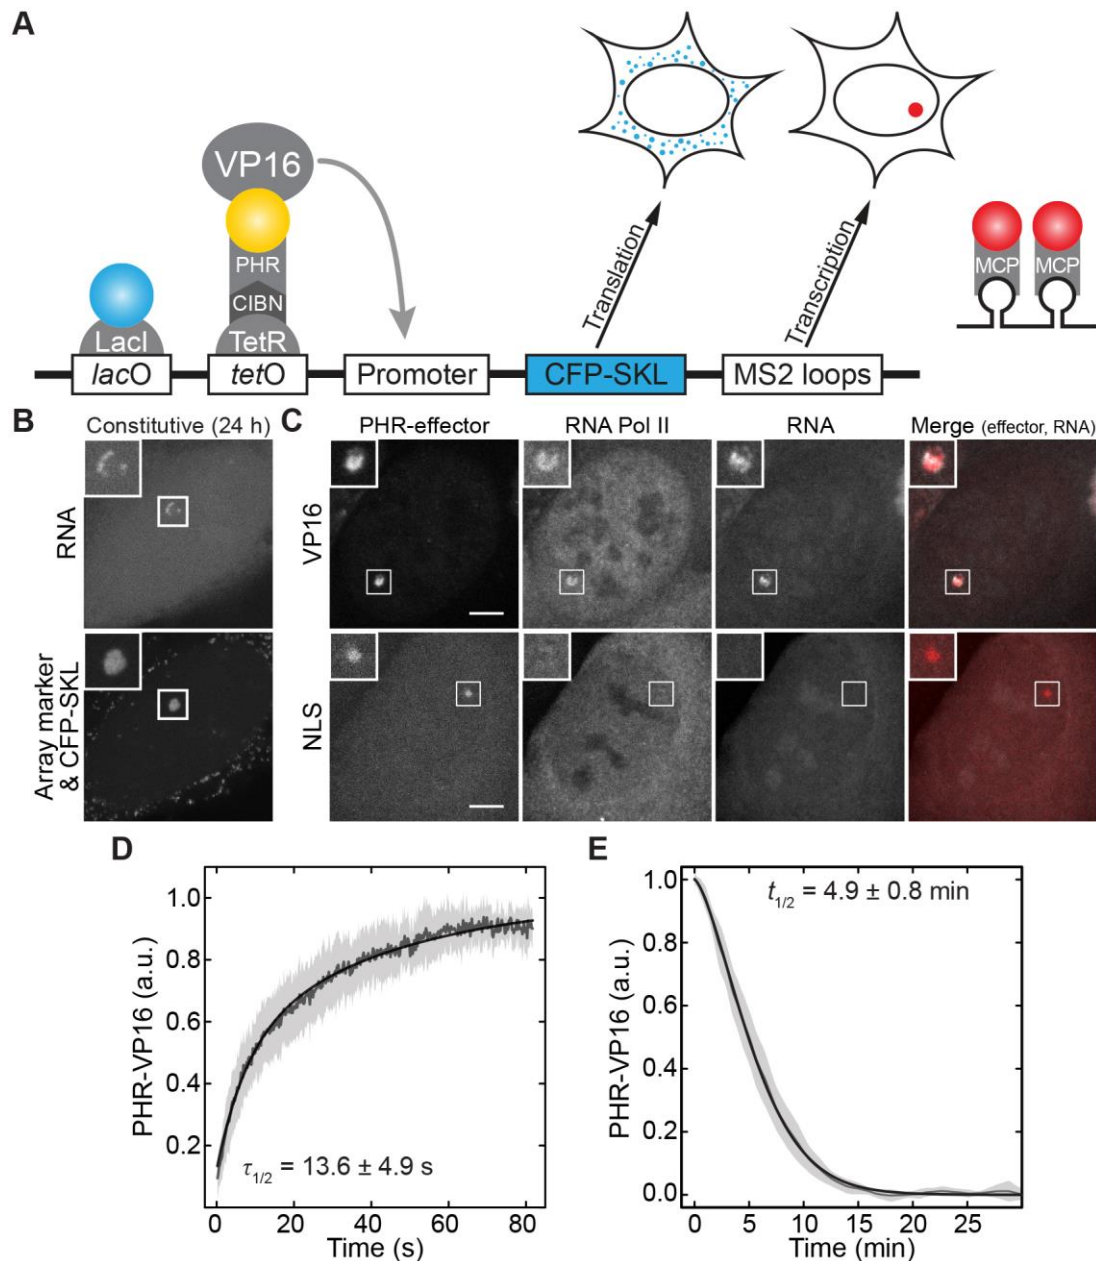 A
VP16
PHR
CIBN
LacI
TetR
lacO
tetO
Promoter
CFP-SKL
MS2 loops
Translation
Transcription
MCP
MCP
B
Constitutive (24 h)
RNA
Array marker
& CFP-SKL
C
PHR-effector
RNA Pol II
RNA
Merge (effector, RNA)
VP16
NLS
D
PHR-VP16 (a.u.)
1.0
0.8
0.6
0.4
0.2
τ1/2 = 13.6 ± 4.9 s
0
20
40
60
80
Time (s)
E
PHR-VP16 (a.u.)
1.0
0.8
0.6
0.4
0.2
0.0
t1/2 = 4.9 ± 0.8 min
0
5
10
15
20
25
Time (min)